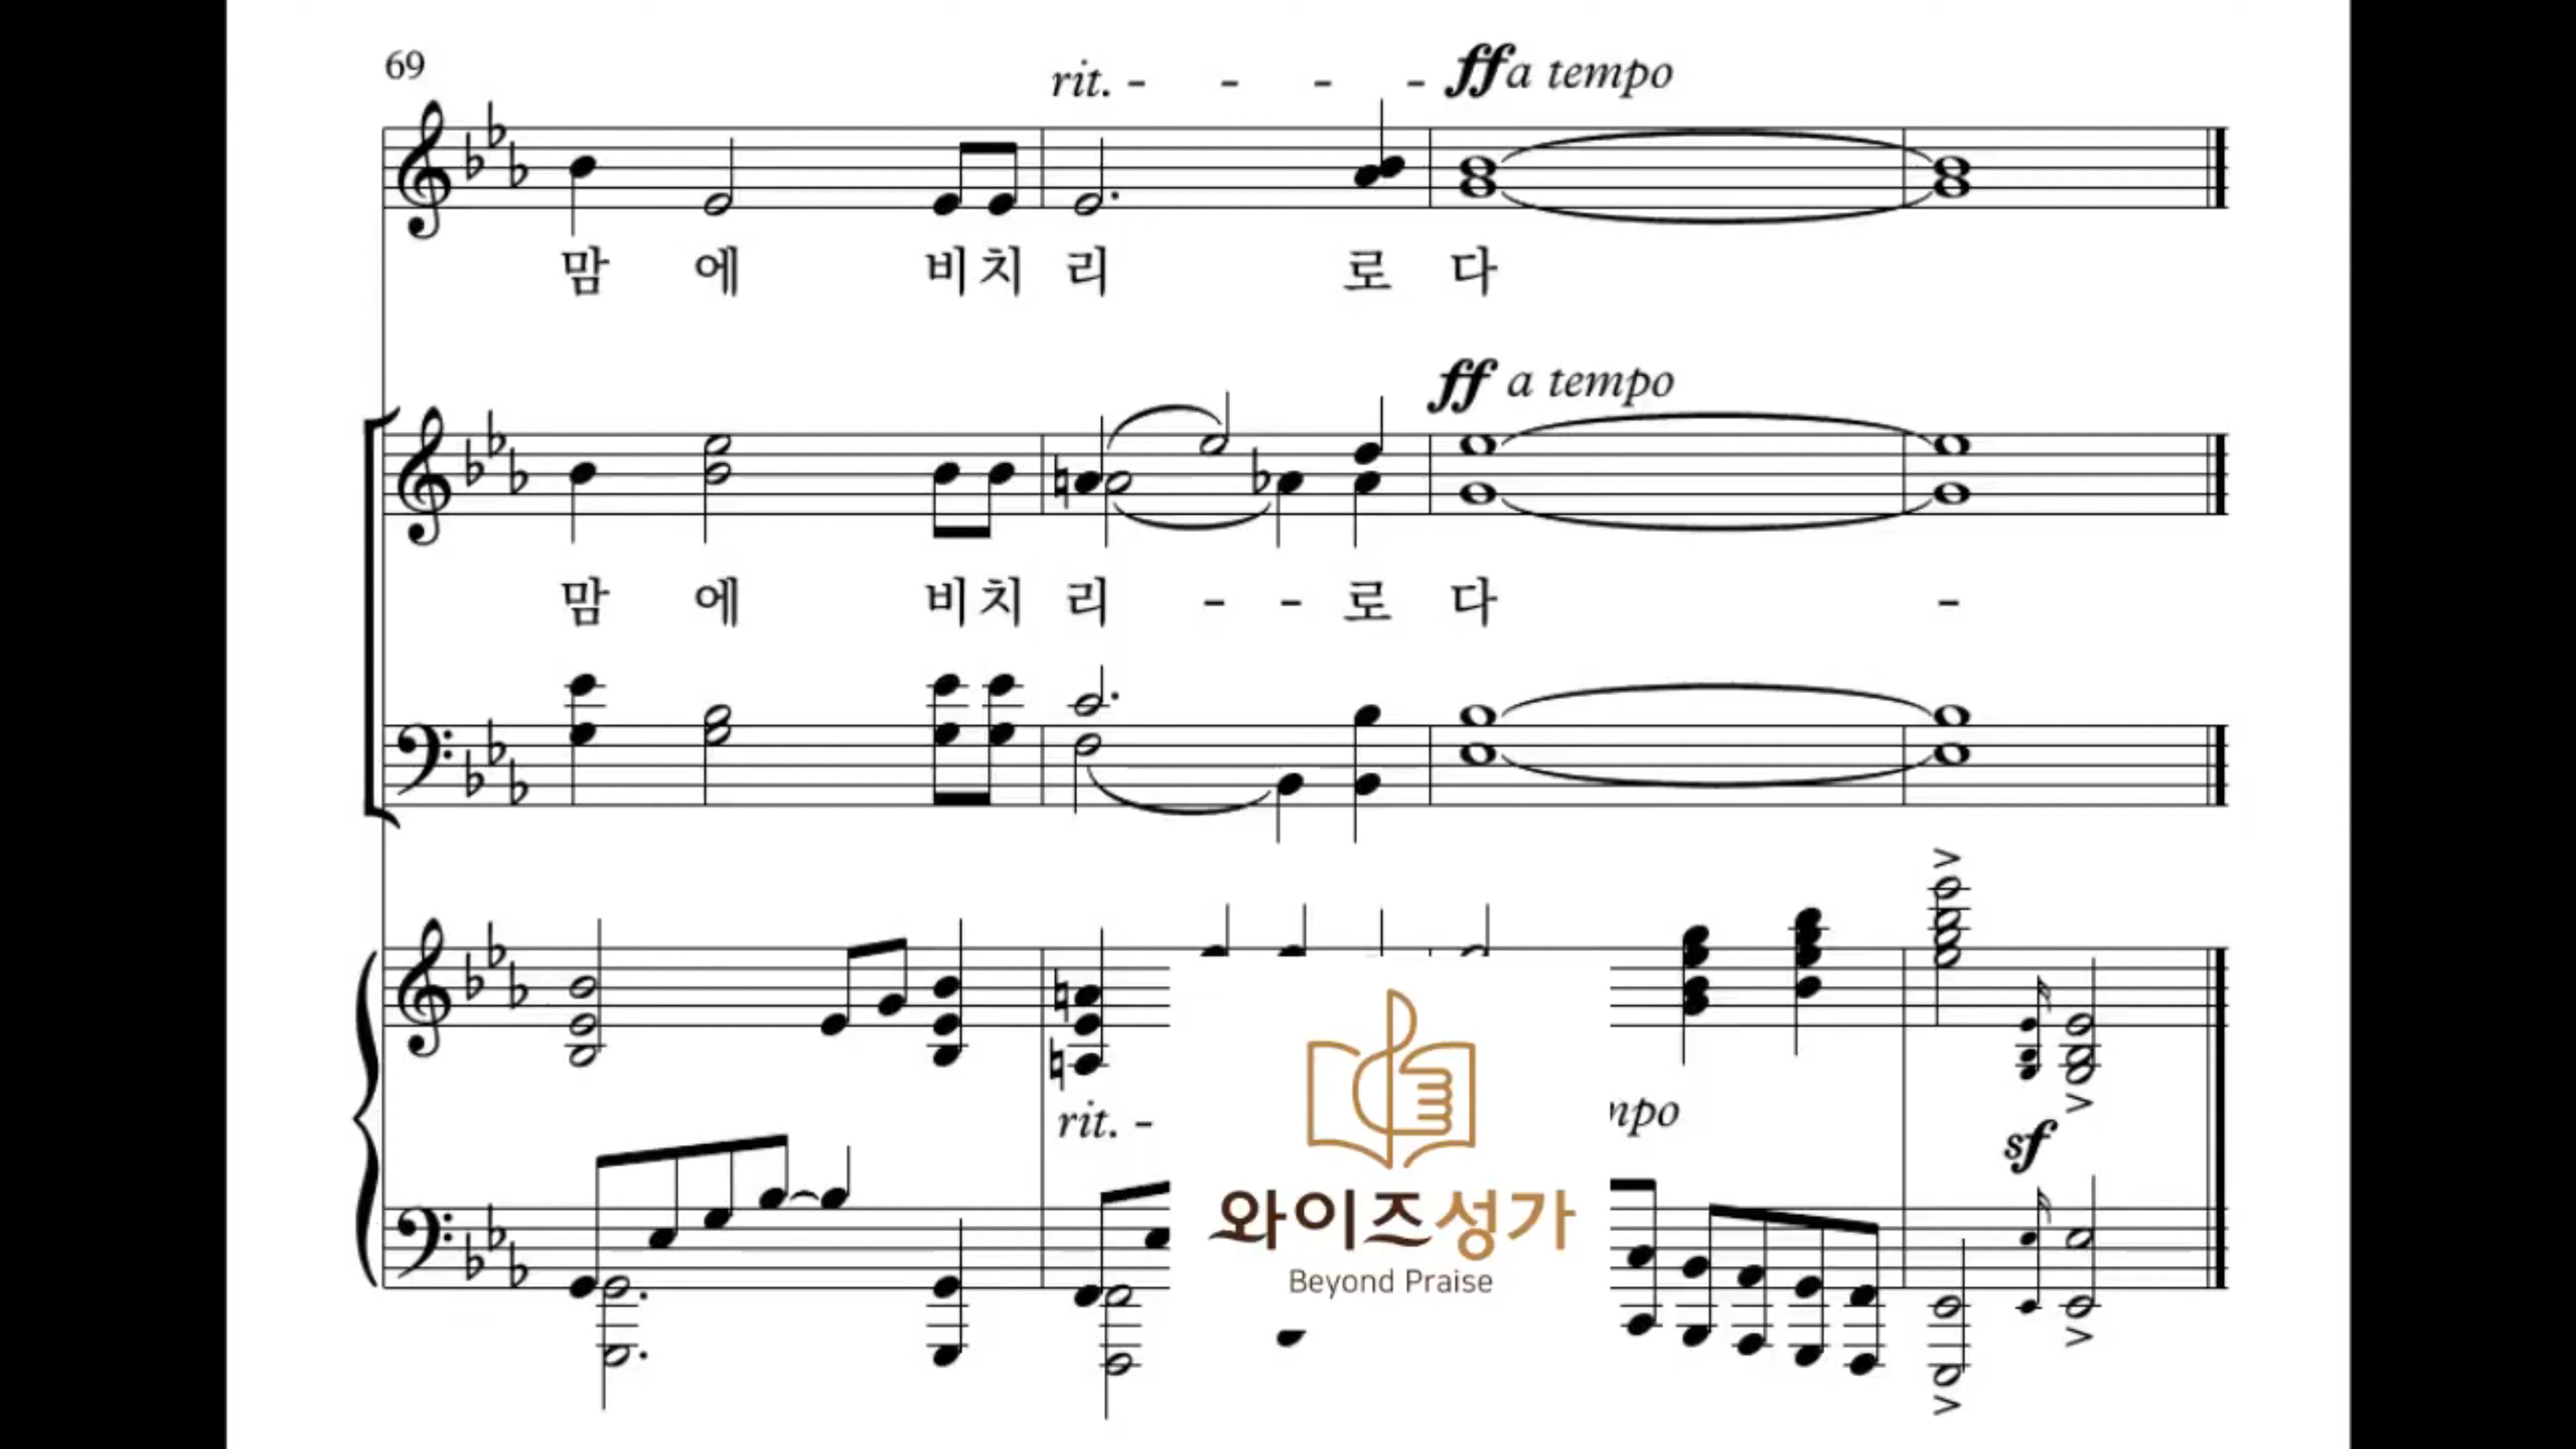 69
rit. - - - - ff a tempo
맘 에 비 치 리 로 다
ff a tempo
맘 에 비 치 리 - - 로 다 -
rit. -
sf
와이즈성가
Beyond Praise